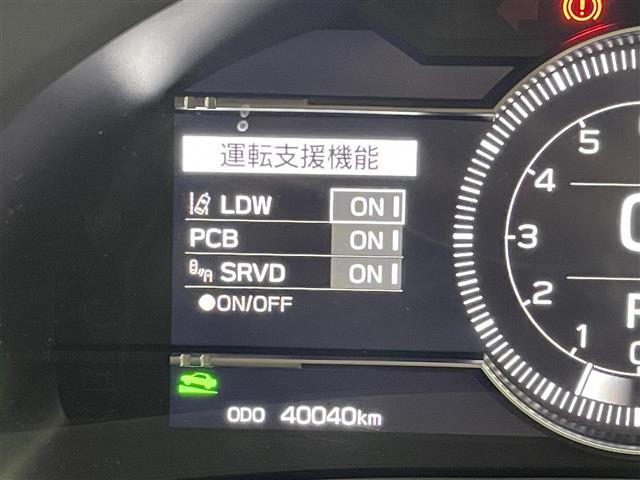 運転支援機能
LDW ON
PCB ON
SRVD ON
●ON/OFF
ODO 40040km
5
4
3
2
1